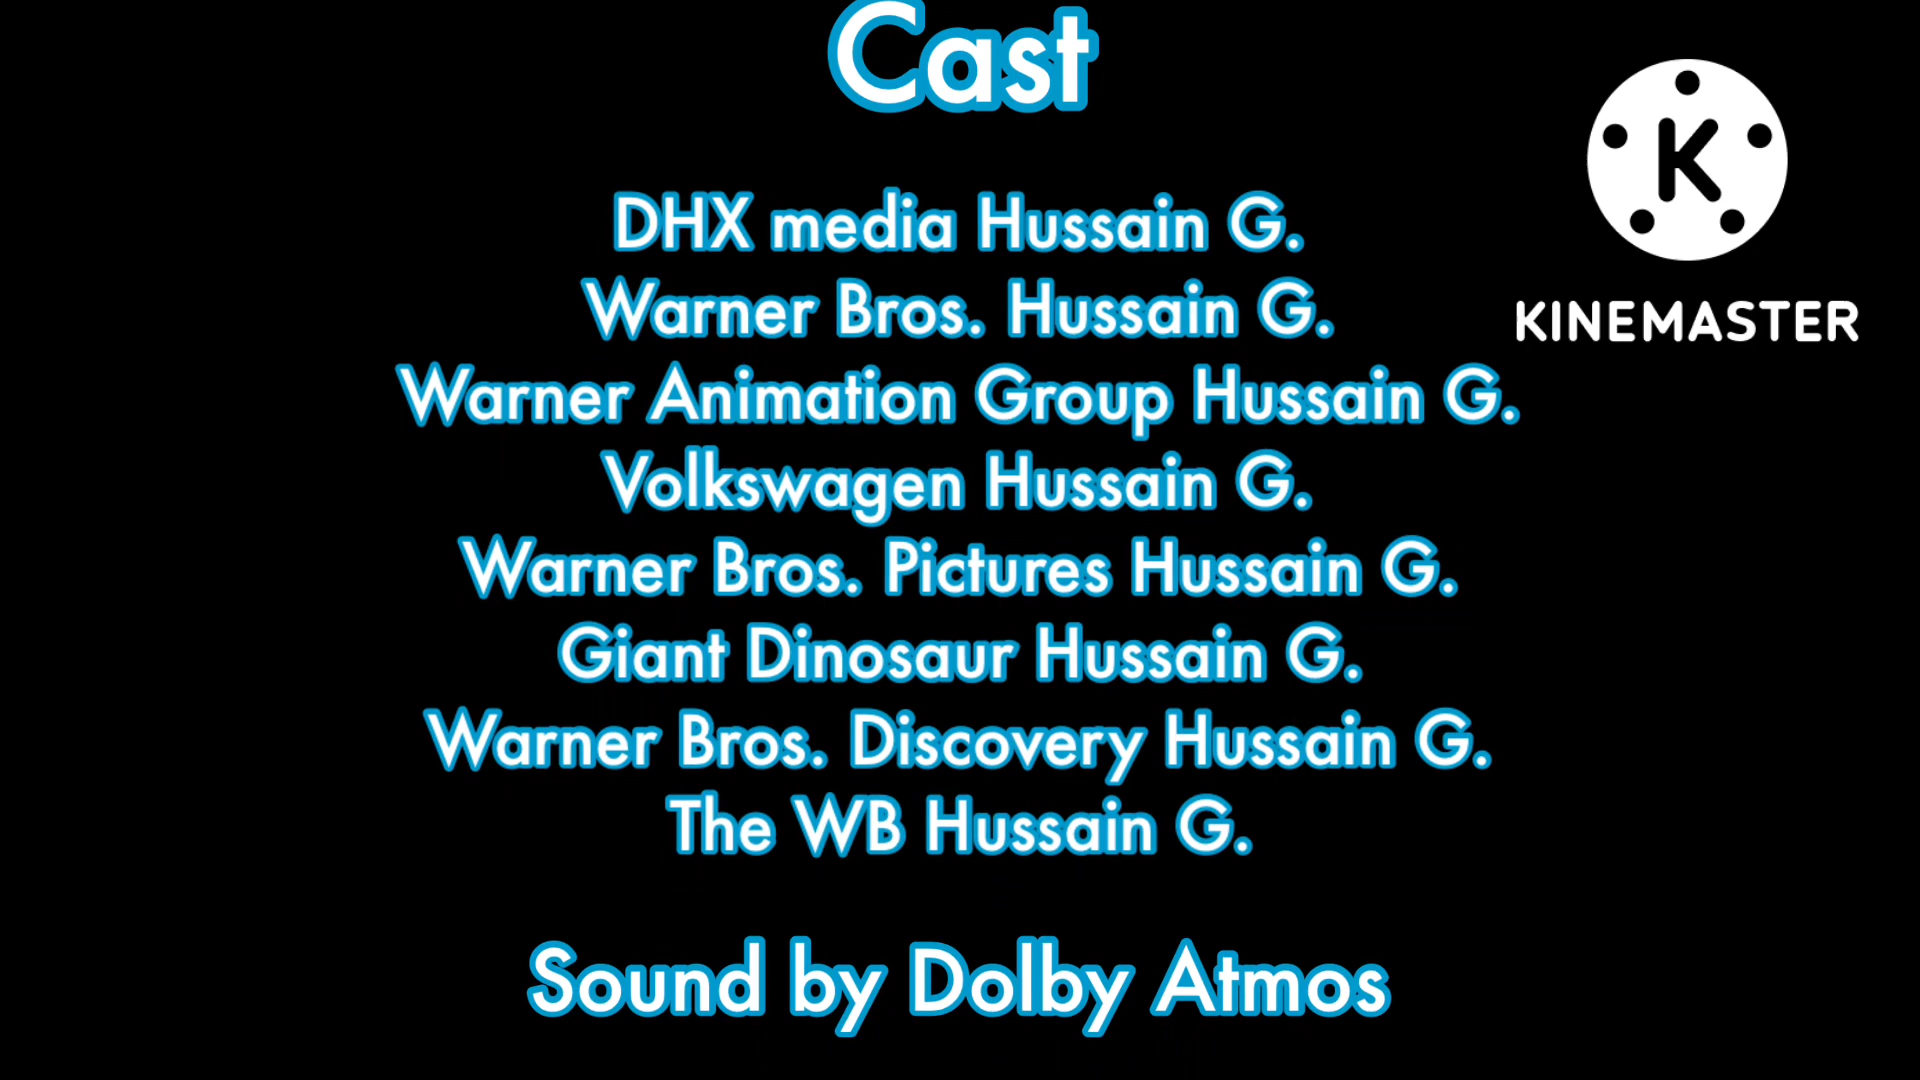 Cast
K
KINEMASTER
DHX media Hussain G.
Warner Bros. Hussain G.
Warner Animation Group Hussain G.
Volkswagen Hussain G.
Warner Bros. Pictures Hussain G.
Giant Dinosaur Hussain G.
Warner Bros. Discovery Hussain G.
The WB Hussain G.
Sound by Dolby Atmos